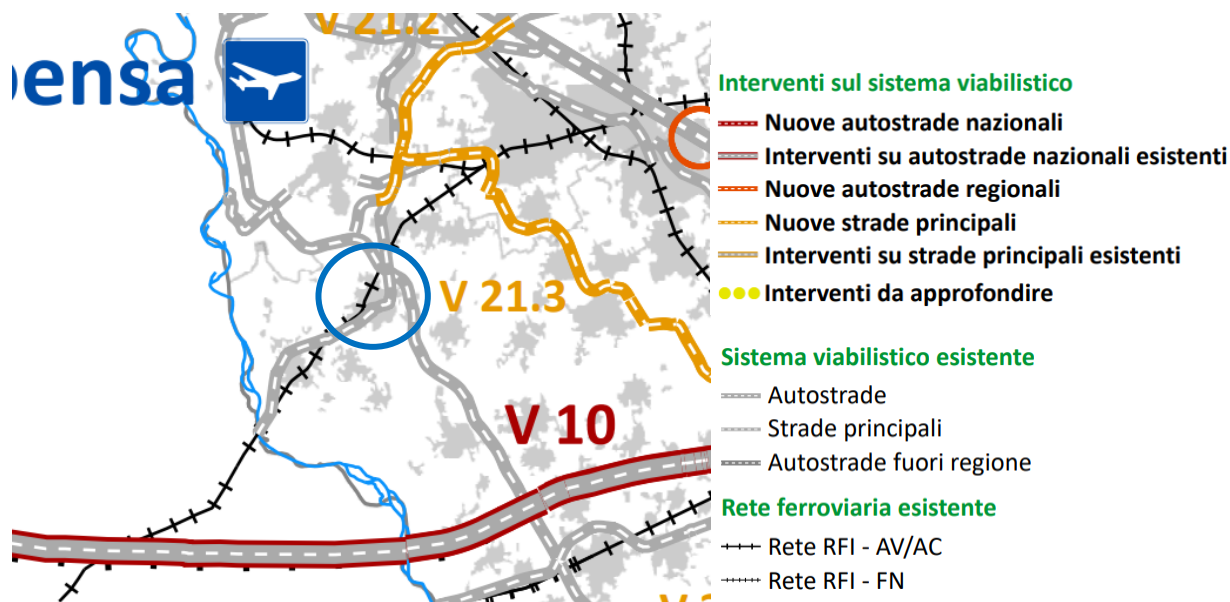 V 21.2
pensa
V 21.3
V 10
Interventi sul sistema viabilistico
Nuove autostrade nazionali
Interventi su autostrade nazionali esistenti
Nuove autostrade regionali
Nuove strade principali
Interventi su strade principali esistenti
Interventi da approfondire
Sistema viabilistico esistente
Autostrade
Strade principali
Autostrade fuori regione
Rete ferroviaria esistente
Rete RFI - AV/AC
Rete RFI - FN